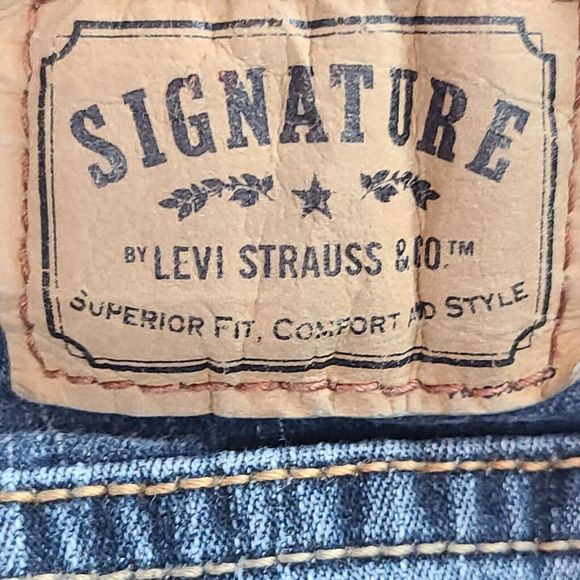 SIGNATURE
BY LEVI STRAUSS & CO.™
SUPERIOR FIT, COMFORT AND STYLE